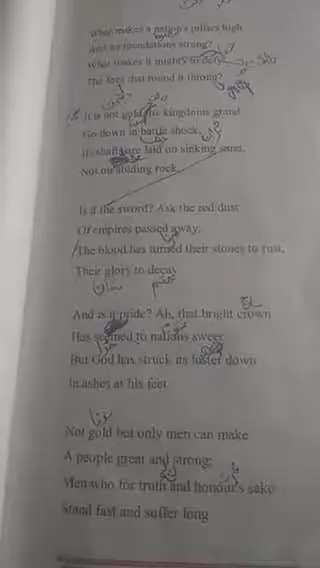 What makes a nation's pillars high
And its foundations strong?
What makes it mighty to defy
The foes that round it throng?
It is not gold. Its kingdoms grand
Go down in battle shock;
Its shafts are laid on sinking sand,
Not on abiding rock.
Is it the sword? Ask the red dust
Of empires passed away;
The blood has turned their stones to rust,
Their glory to decay
And is it pride? Ah, that bright crown
Has seemed to nations sweet
But God has struck its luster down
In ashes at his feet
Not gold but only men can make
A people great and strong;
Men who for truth and honour's sake
Stand fast and suffer long